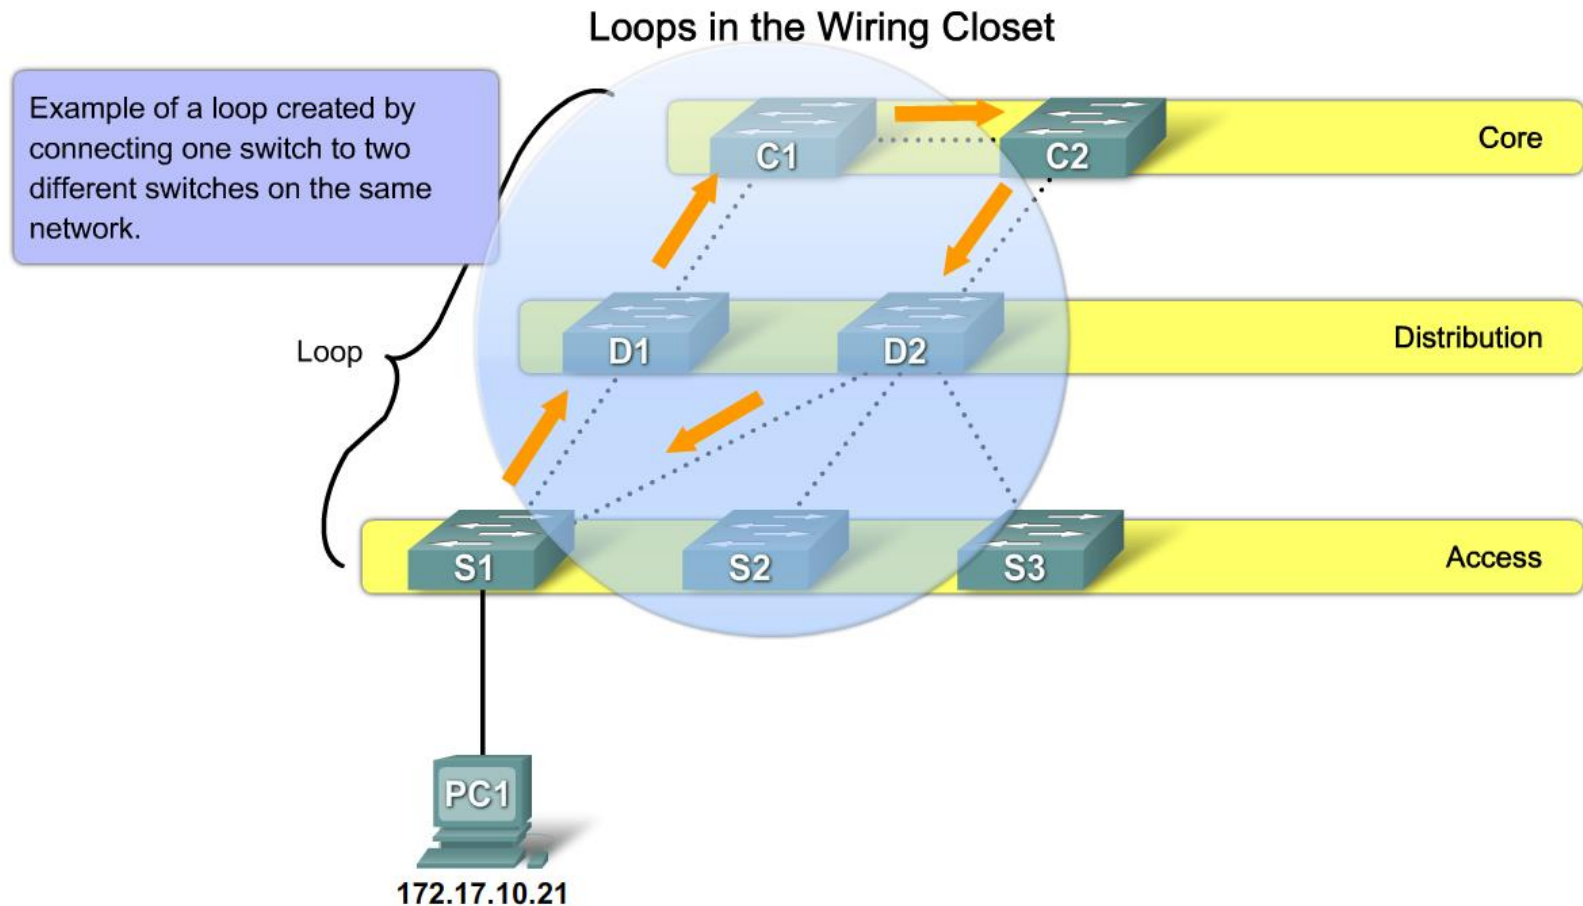 Loops in the Wiring Closet
Example of a loop created by
connecting one switch to two
different switches on the same
network.
C1
C2
Core
Loop
D1
D2
Distribution
S1
S2
S3
Access
PC1
172.17.10.21